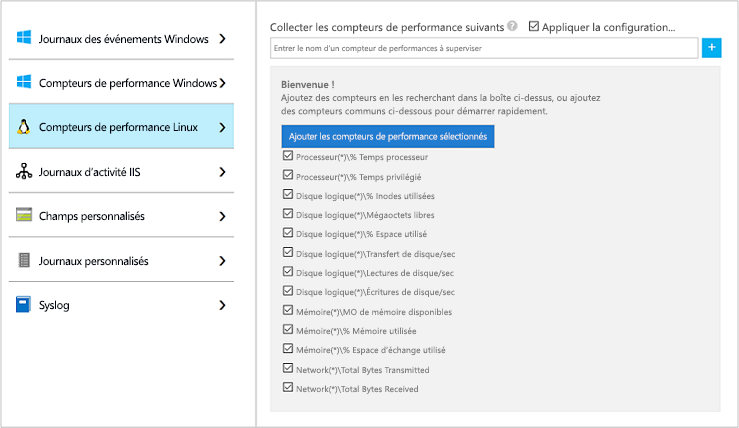 Journaux des événements Windows
Compteurs de performance Windows
Compteurs de performance Linux
Journaux d'activité IIS
Champs personnalisés
Journaux personnalisés
Syslog
Collecter les compteurs de performance suivants ? Appliquer la configuration...
Entrer le nom d'un compteur de performances à superviser
+
Bienvenue !
Ajoutez des compteurs en les recherchant dans la boîte ci-dessus, ou ajoutez
des compteurs communs ci-dessous pour démarrer rapidement.
Ajouter les compteurs de performance sélectionnés
Processeur(*)\% Temps processeur
Processeur(*)\% Temps privilégié
Disque logique(*)\% Inodes utilisées
Disque logique(*)\Mégaoctets libres
Disque logique(*)\% Espace utilisé
Disque logique(*)\Transfert de disque/sec
Disque logique(*)\Lectures de disque/sec
Disque logique(*)\Écritures de disque/sec
Mémoire(*)\MO de mémoire disponibles
Mémoire(*)\% Mémoire utilisée
Mémoire(*)\% Espace d'échange utilisé
Network(*)\Total Bytes Transmitted
Network(*)\Total Bytes Received